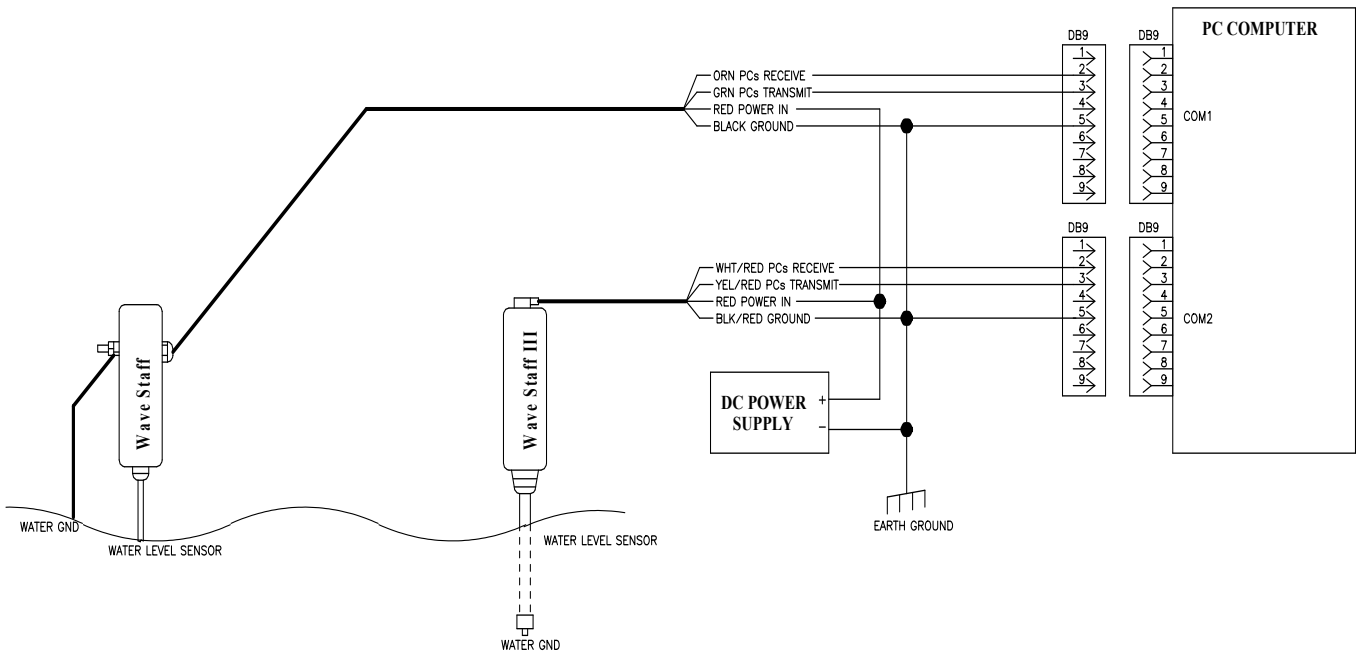 PC COMPUTER
DB9
DB9
1
2
3
4
5
6
7
8
9
1
2
3
4
5
6
7
8
9
COM1
ORN PCs RECEIVE
GRN PCs TRANSMIT
RED POWER IN
BLACK GROUND
DB9
DB9
1
2
3
4
5
6
7
8
9
1
2
3
4
5
6
7
8
9
COM2
WHT/RED PCs RECEIVE
YEL/RED PCs TRANSMIT
RED POWER IN
BLK/RED GROUND
Wave Staff
Wave Staff III
DC POWER
SUPPLY
+
−
EARTH GROUND
WATER GND
WATER LEVEL SENSOR
WATER LEVEL SENSOR
WATER GND